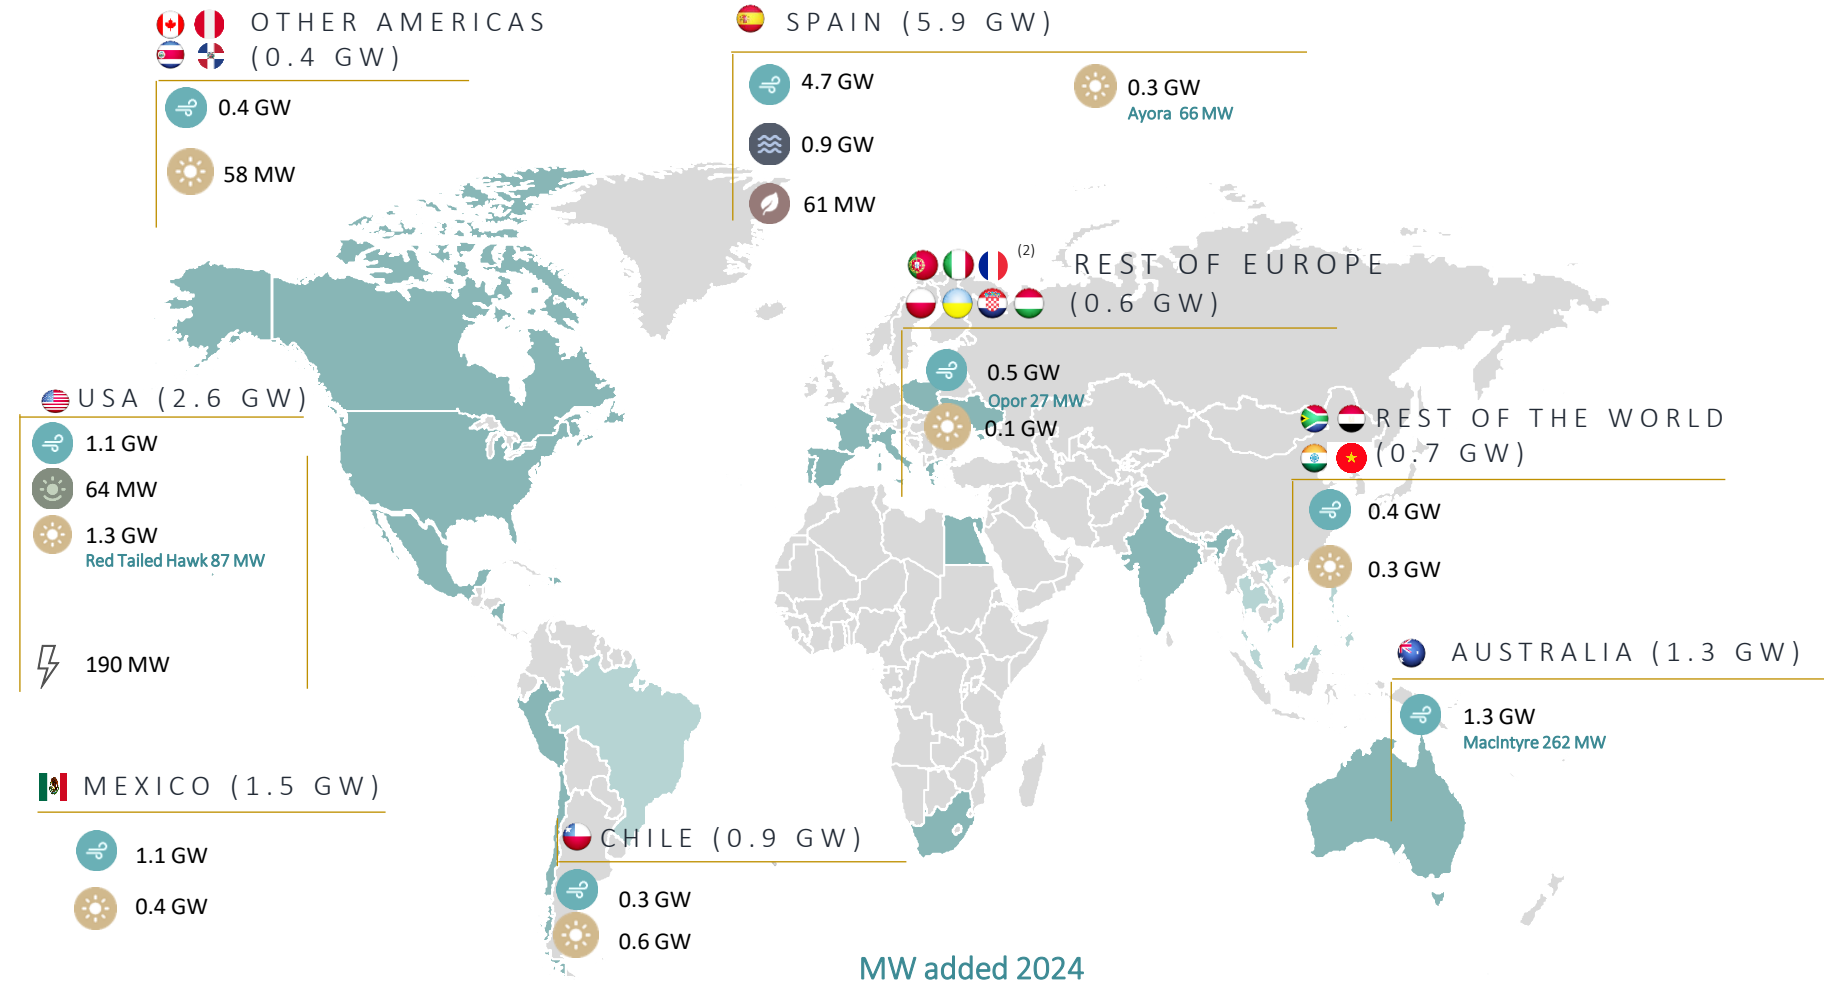 OTHER AMERICAS
(0.4 GW)
0.4 GW
58 MW
SPAIN (5.9 GW)
4.7 GW
0.9 GW
61 MW
0.3 GW
Ayora 66 MW
(2)
REST OF EUROPE
(0.6 GW)
0.5 GW
Opor 27 MW
0.1 GW
USA (2.6 GW)
1.1 GW
64 MW
1.3 GW
Red Tailed Hawk 87 MW
190 MW
REST OF THE WORLD
(0.7 GW)
0.4 GW
0.3 GW
AUSTRALIA (1.3 GW)
1.3 GW
MacIntyre 262 MW
MEXICO (1.5 GW)
1.1 GW
0.4 GW
CHILE (0.9 GW)
0.3 GW
0.6 GW
MW added 2024